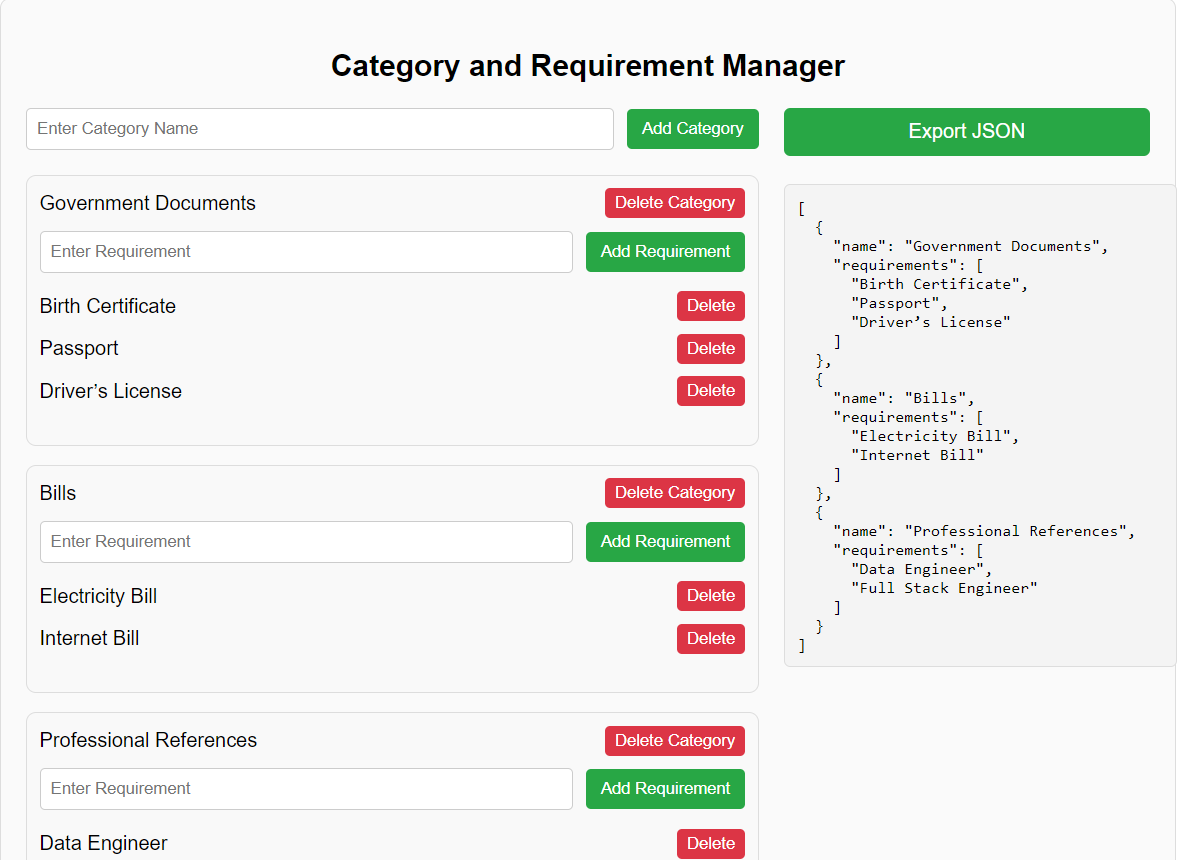 Category and Requirement Manager
Enter Category Name
Add Category
Government Documents
Delete Category
Enter Requirement
Add Requirement
Birth Certificate
Delete
Passport
Delete
Driver’s License
Delete
Bills
Delete Category
Enter Requirement
Add Requirement
Electricity Bill
Delete
Internet Bill
Delete
Professional References
Delete Category
Enter Requirement
Add Requirement
Data Engineer
Delete
Export JSON
[
  {
    "name": "Government Documents",
    "requirements": [
      "Birth Certificate",
      "Passport",
      "Driver’s License"
    ]
  },
  {
    "name": "Bills",
    "requirements": [
      "Electricity Bill",
      "Internet Bill"
    ]
  },
  {
    "name": "Professional References",
    "requirements": [
      "Data Engineer",
      "Full Stack Engineer"
    ]
  }
]